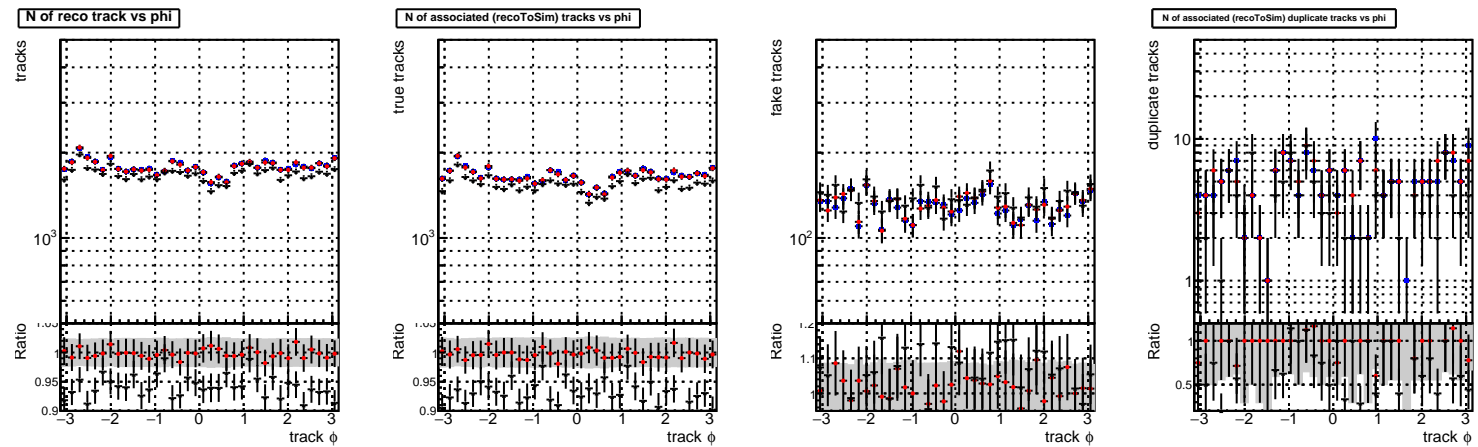 N of reco track vs phi
tracks
10³
Ratio
1.05
1
0.95
0.9
−3 −2 −1 0 1 2 3
track ϕ
N of associated (recoToSim) tracks vs phi
true tracks
10³
Ratio
1.05
1
0.95
0.9
−3 −2 −1 0 1 2 3
track ϕ
fake tracks
10²
Ratio
1.2
1.1
1
−3 −2 −1 0 1 2 3
track ϕ
N of associated (recoToSim) duplicate tracks vs phi
duplicate tracks
10
1
Ratio
1
0.5
−3 −2 −1 0 1 2 3
track ϕ